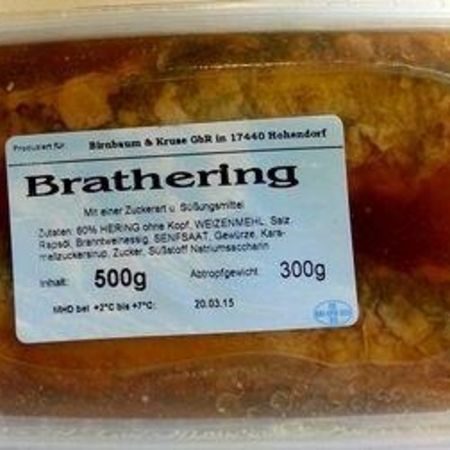 Produziert für: Birnbaum & Kruse GbR in 17440 Hohendorf
Brathering
Mit einer Zuckerart u. Süßungsmittel
Zutaten: 60% HERING ohne Kopf, WEIZENMEHL, Salz
Rapsöl, Branntweinessig, SENFSAAT, Gewürze, Kara-
mellzuckersirup, Zucker, Süßstoff Natriumsaccharin
Inhalt: 500g Abtropfgewicht 300g
MHD bei +2°C bis +7°C: 20.03.15